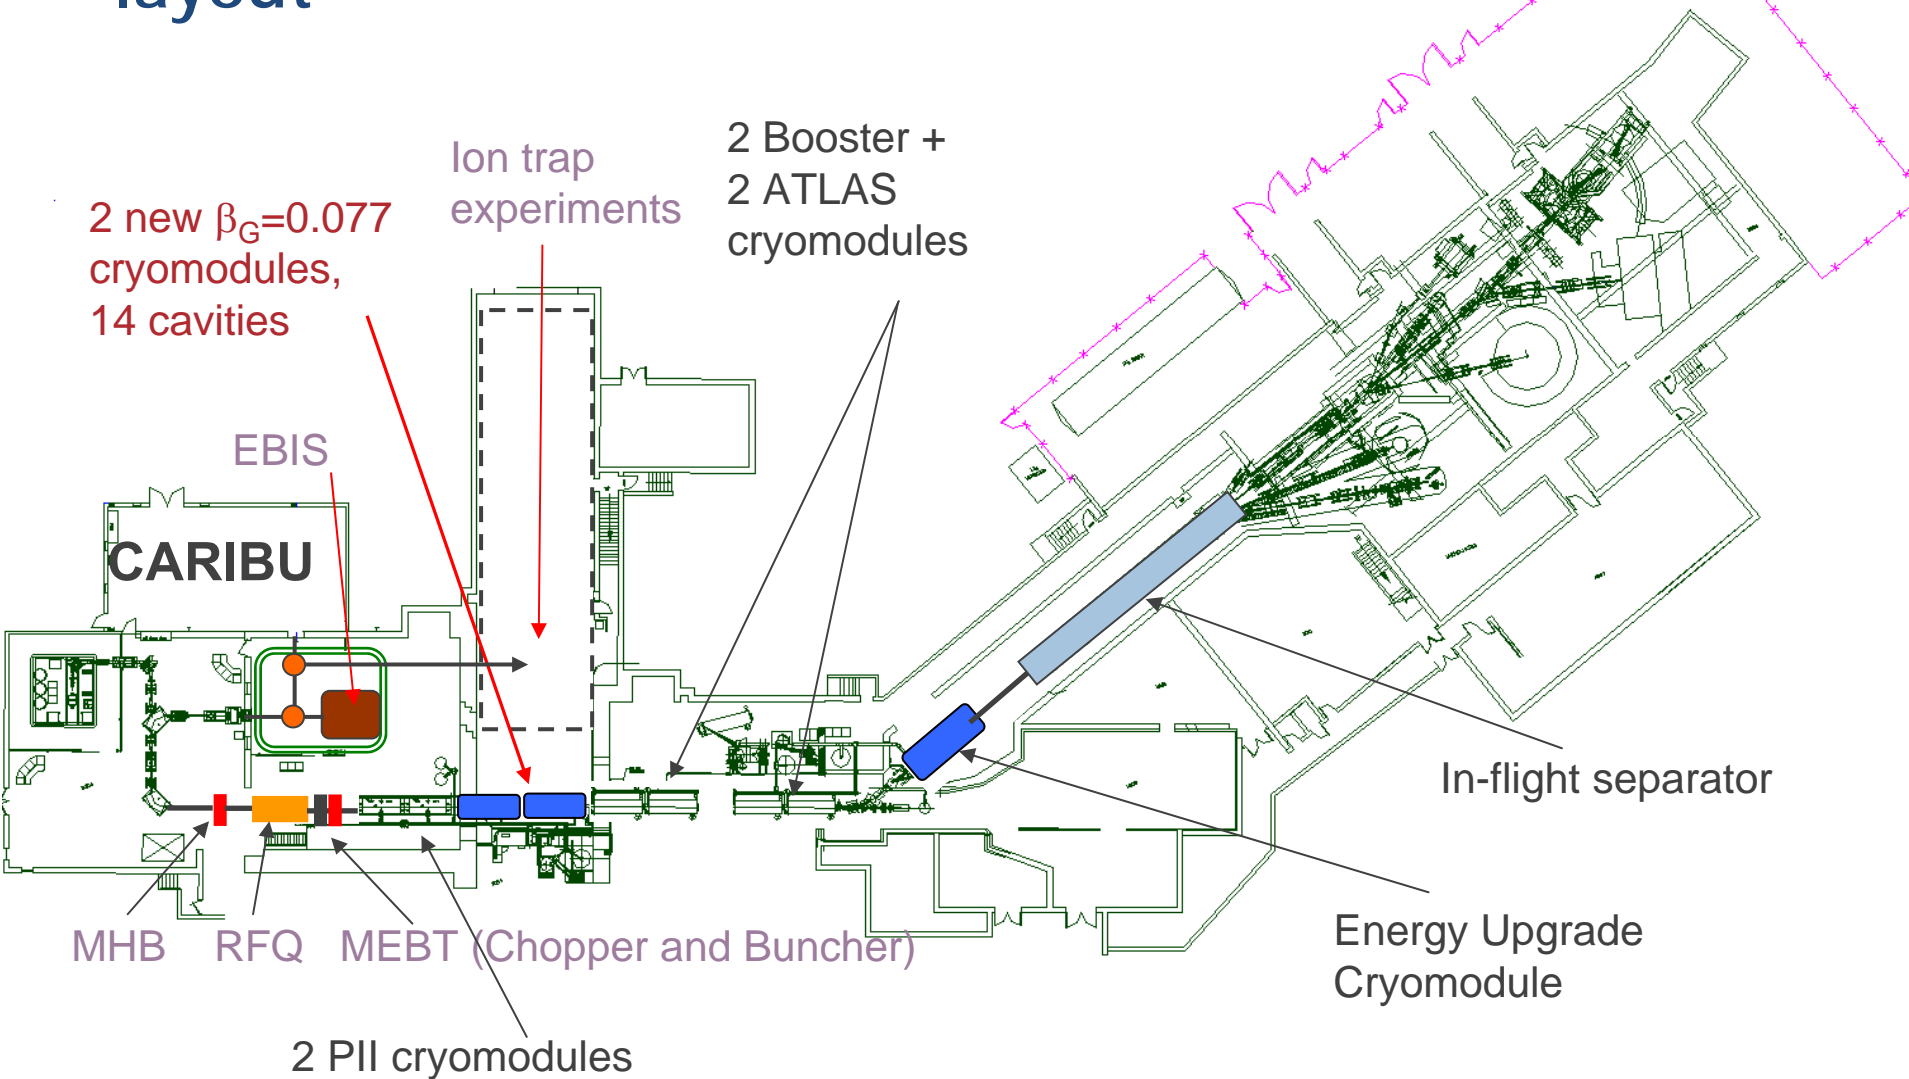 layout
Ion trap
experiments
2 Booster +
2 ATLAS
cryomodules
2 new βG=0.077
cryomodules,
14 cavities
EBIS
CARIBU
In-flight separator
MHB
RFQ
MEBT (Chopper and Buncher)
Energy Upgrade
Cryomodule
2 PII cryomodules